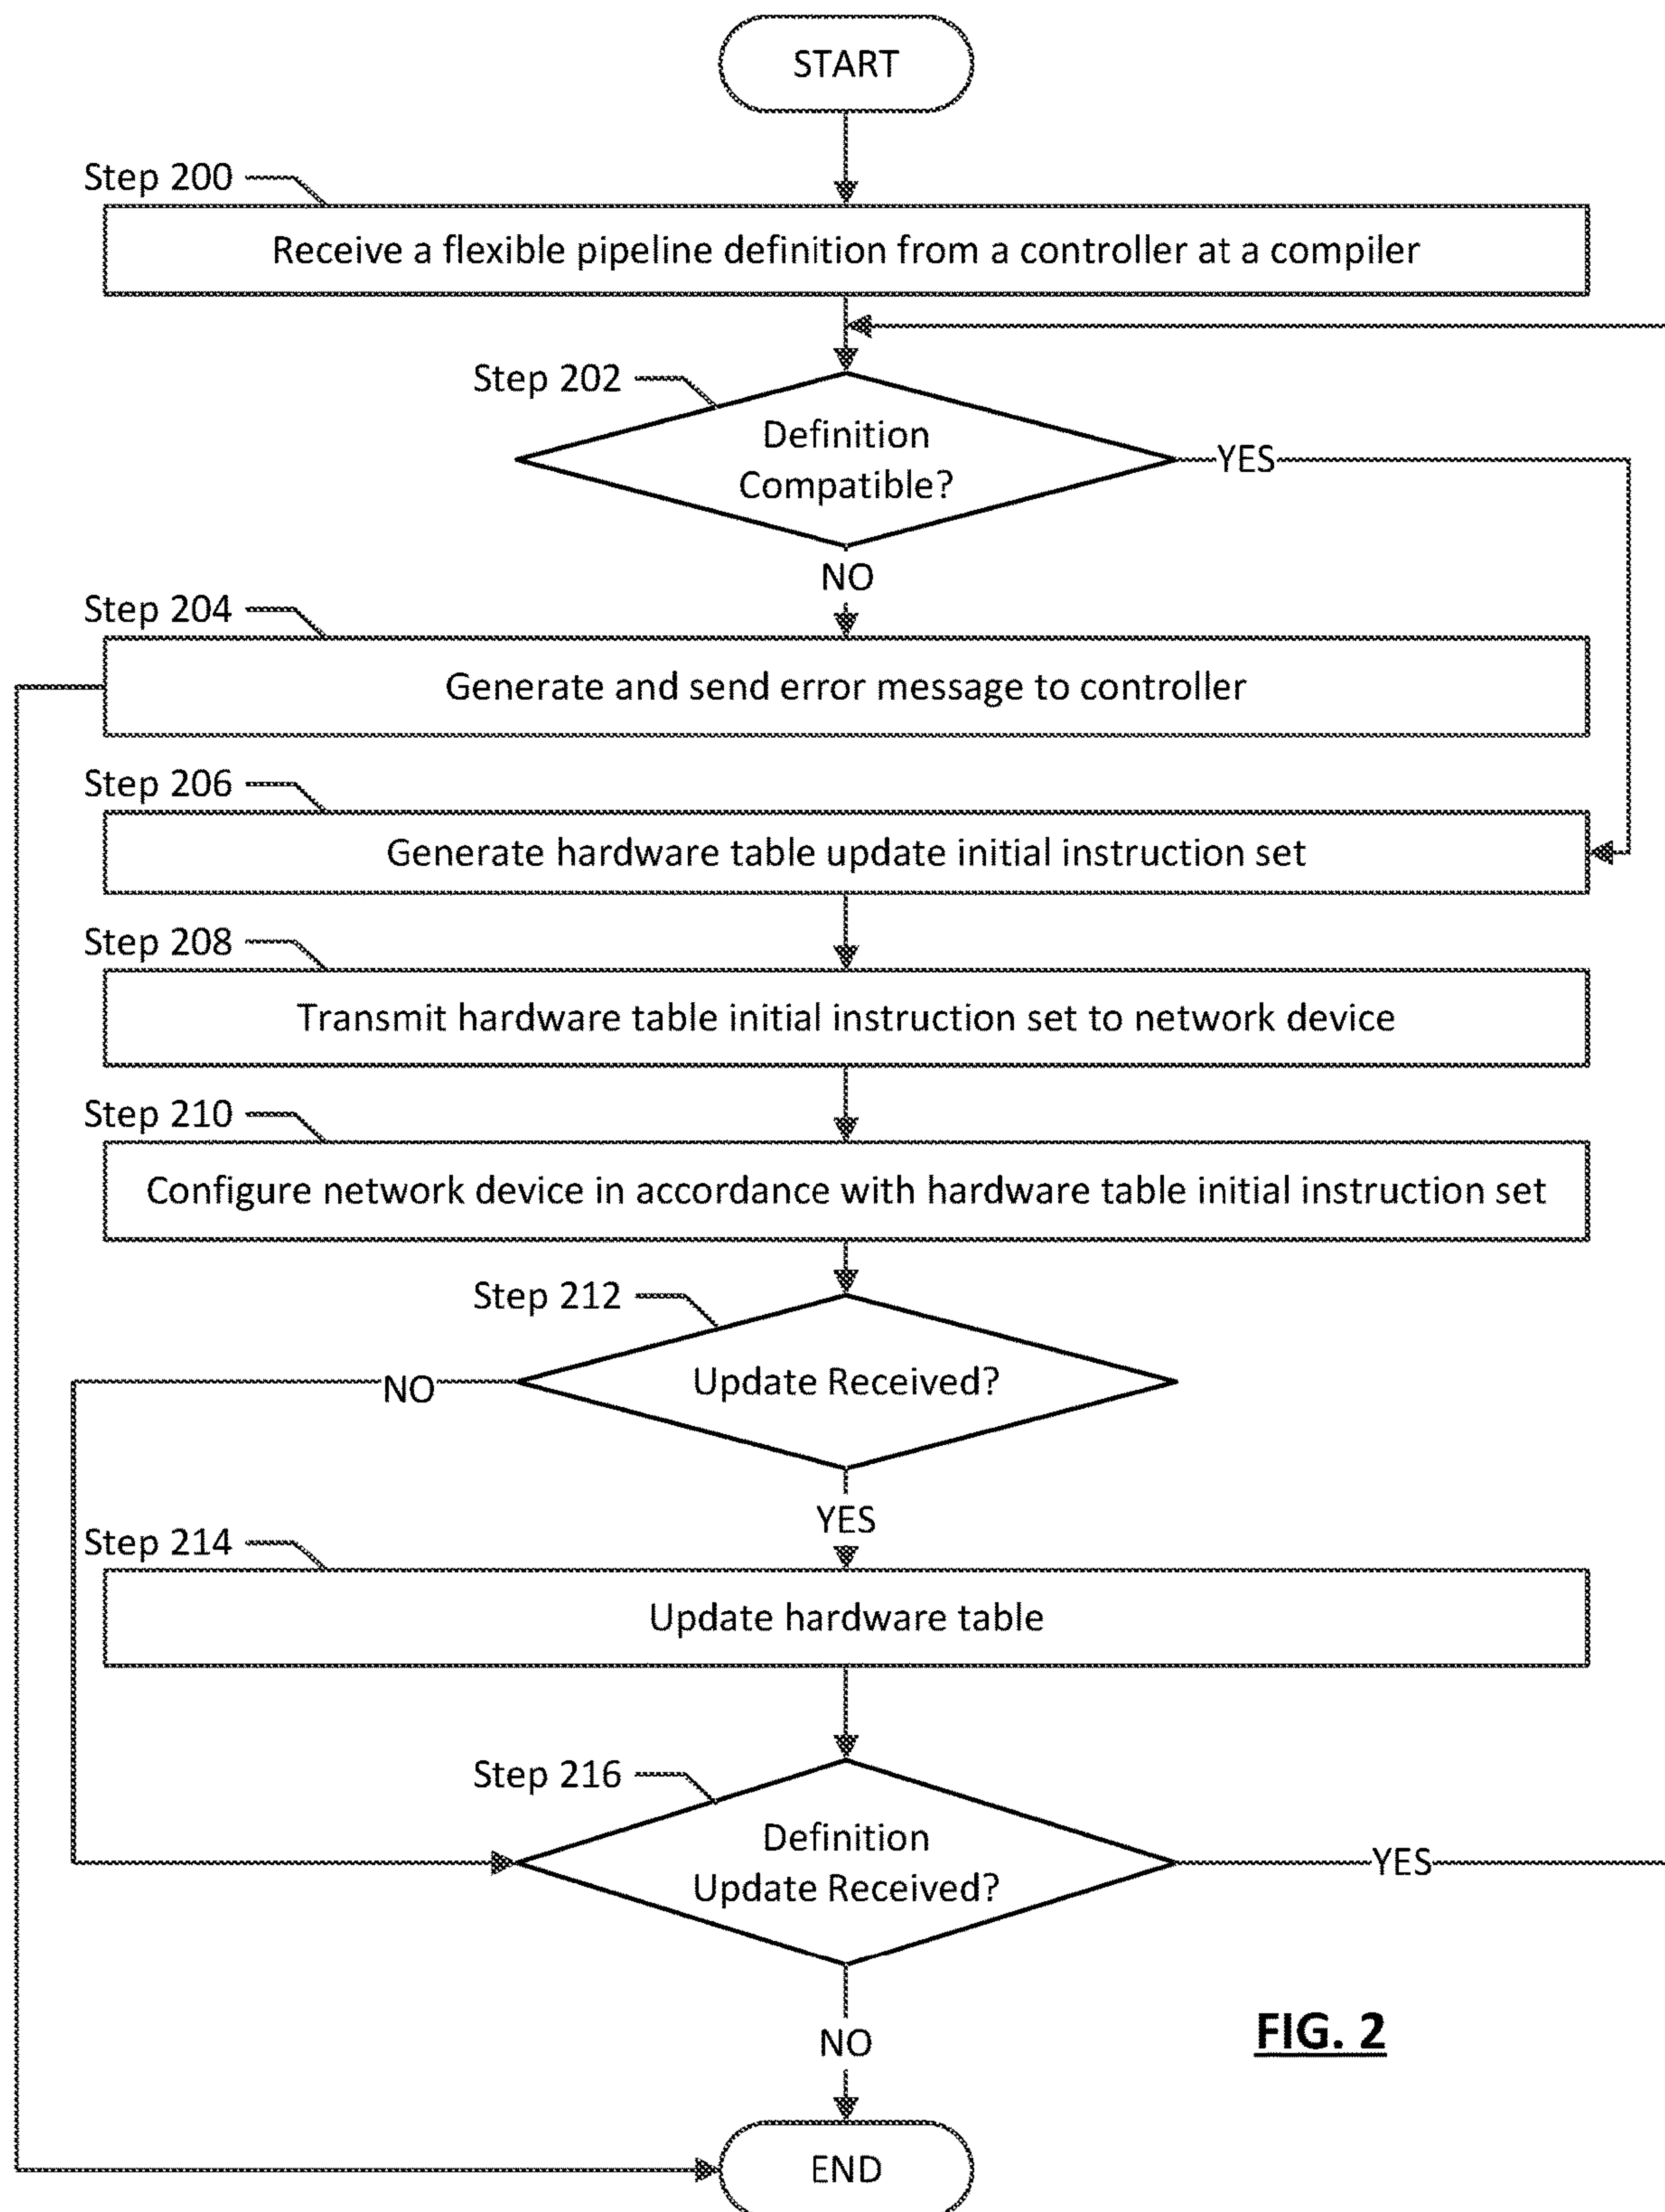 START
Step 200
Receive a flexible pipeline definition from a controller at a compiler
Step 202
Definition
Compatible?
YES
NO
Step 204
Generate and send error message to controller
Step 206
Generate hardware table update initial instruction set
Step 208
Transmit hardware table initial instruction set to network device
Step 210
Configure network device in accordance with hardware table initial instruction set
Step 212
Update Received?
NO
YES
Step 214
Update hardware table
Step 216
Definition
Update Received?
YES
NO
FIG. 2
END